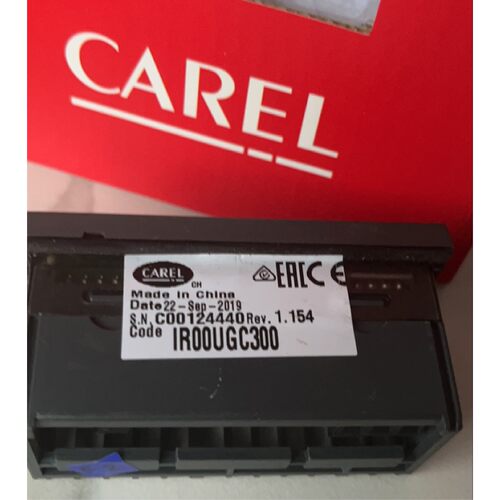 CAREL
CAREL
CH
EAC CE
Made in China
Date 22-Sep-2019
S.N. C00124440 Rev. 1.154
Code IR00UGC300